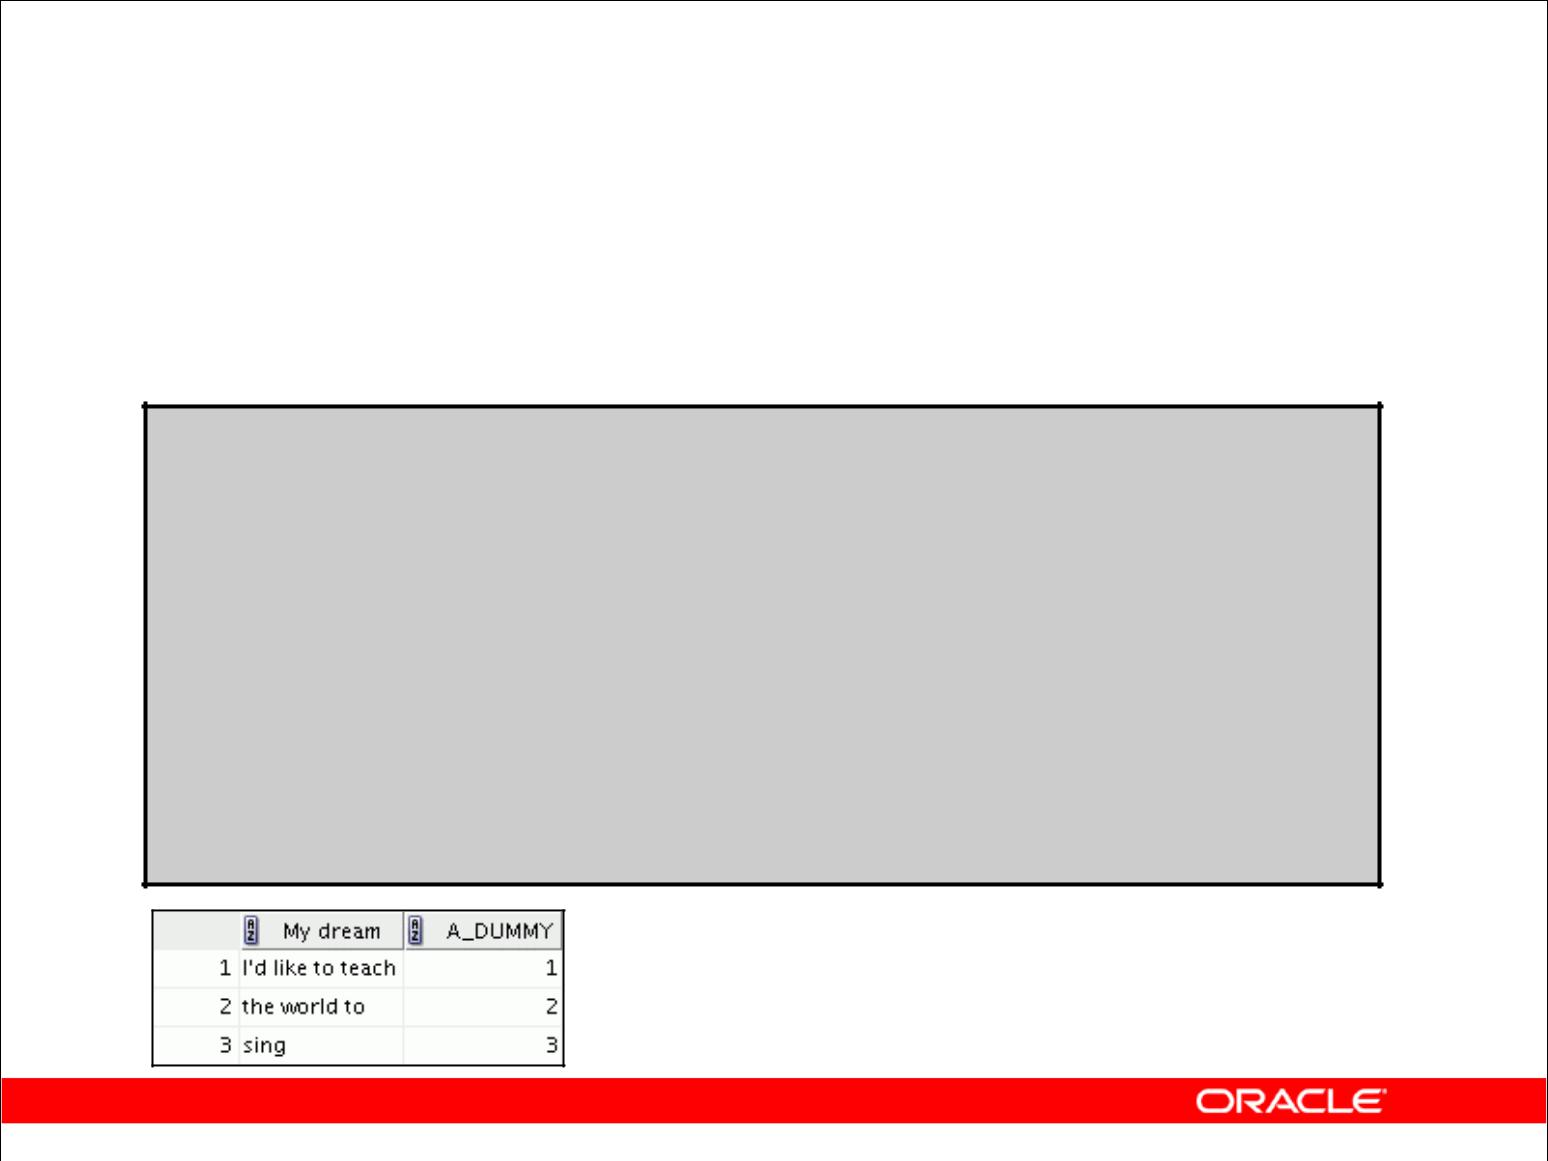 My dream A_DUMMY
1 I'd like to teach 1
2 the world to 2
3 sing 3
ORACLE